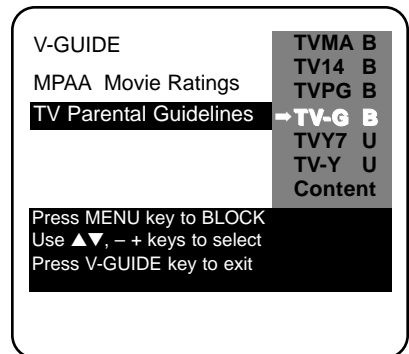 V-GUIDE
MPAA Movie Ratings
TV Parental Guidelines
TVMA B
TV14 B
TVPG B
➡TV-G B
TVY7 U
TV-Y U
Content
Press MENU key to BLOCK
Use ▲▼, – + keys to select
Press V-GUIDE key to exit